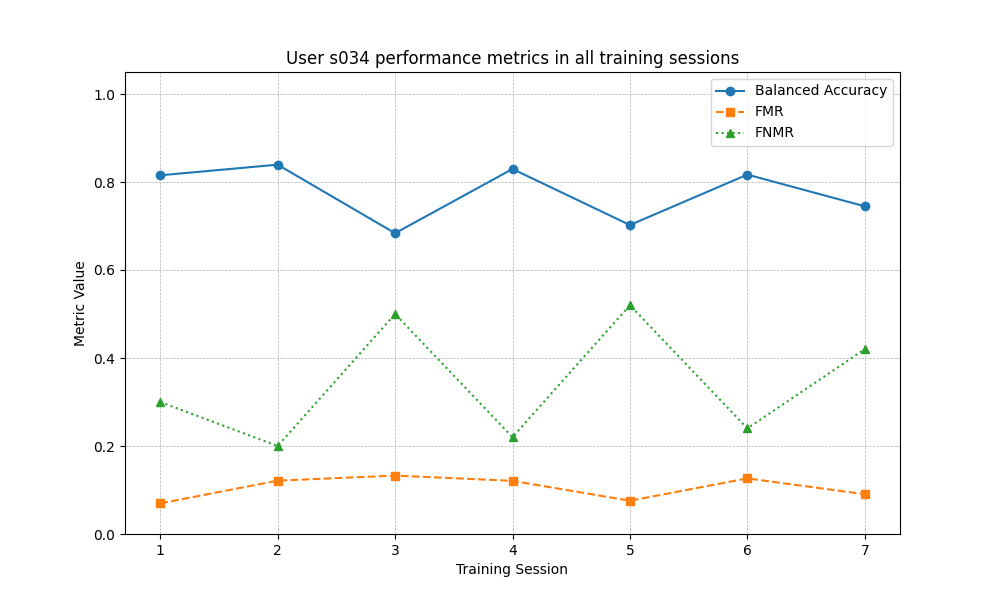 User s034 performance metrics in all training sessions
Balanced Accuracy
FMR
FNMR
1.0
0.8
0.6
0.4
0.2
0.0
Metric Value
1 2 3 4 5 6 7
Training Session